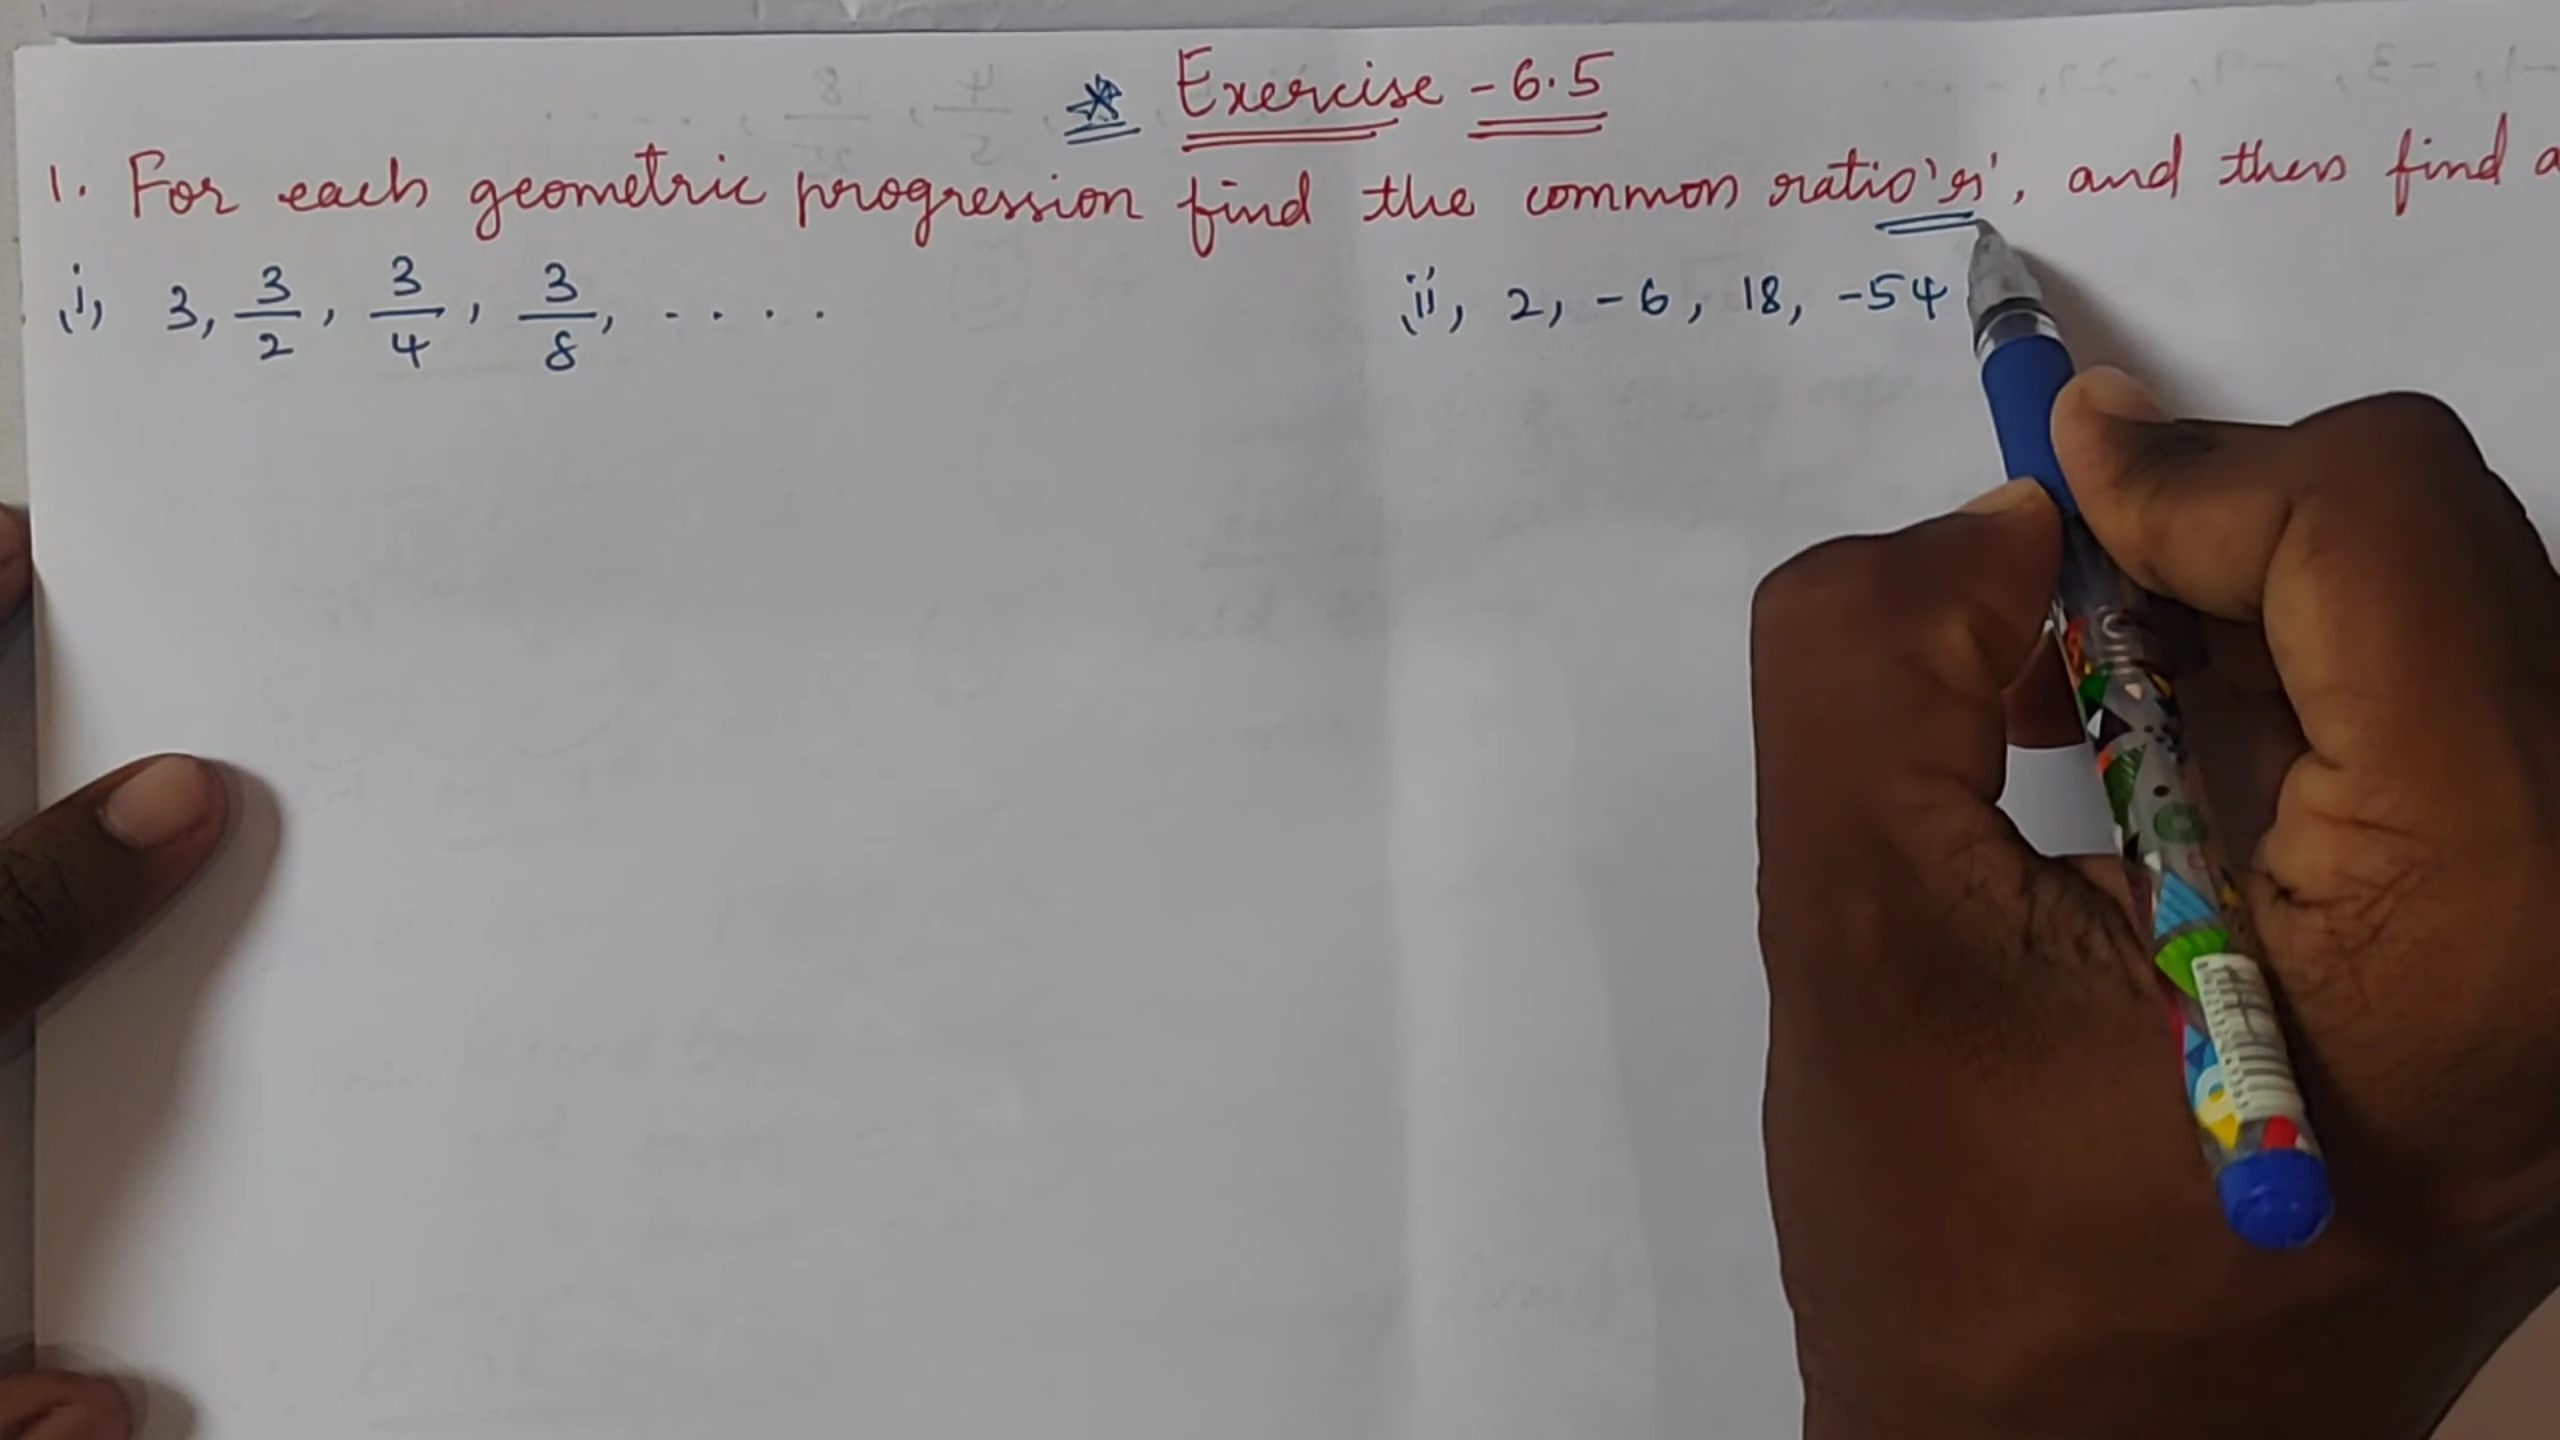 * Exercise - 6.5
1. For each geometric progression find the common ratio 'r', and then find a
(i) 3, 3/2, 3/4, 3/8, . . . .
(ii) 2, -6, 18, -54